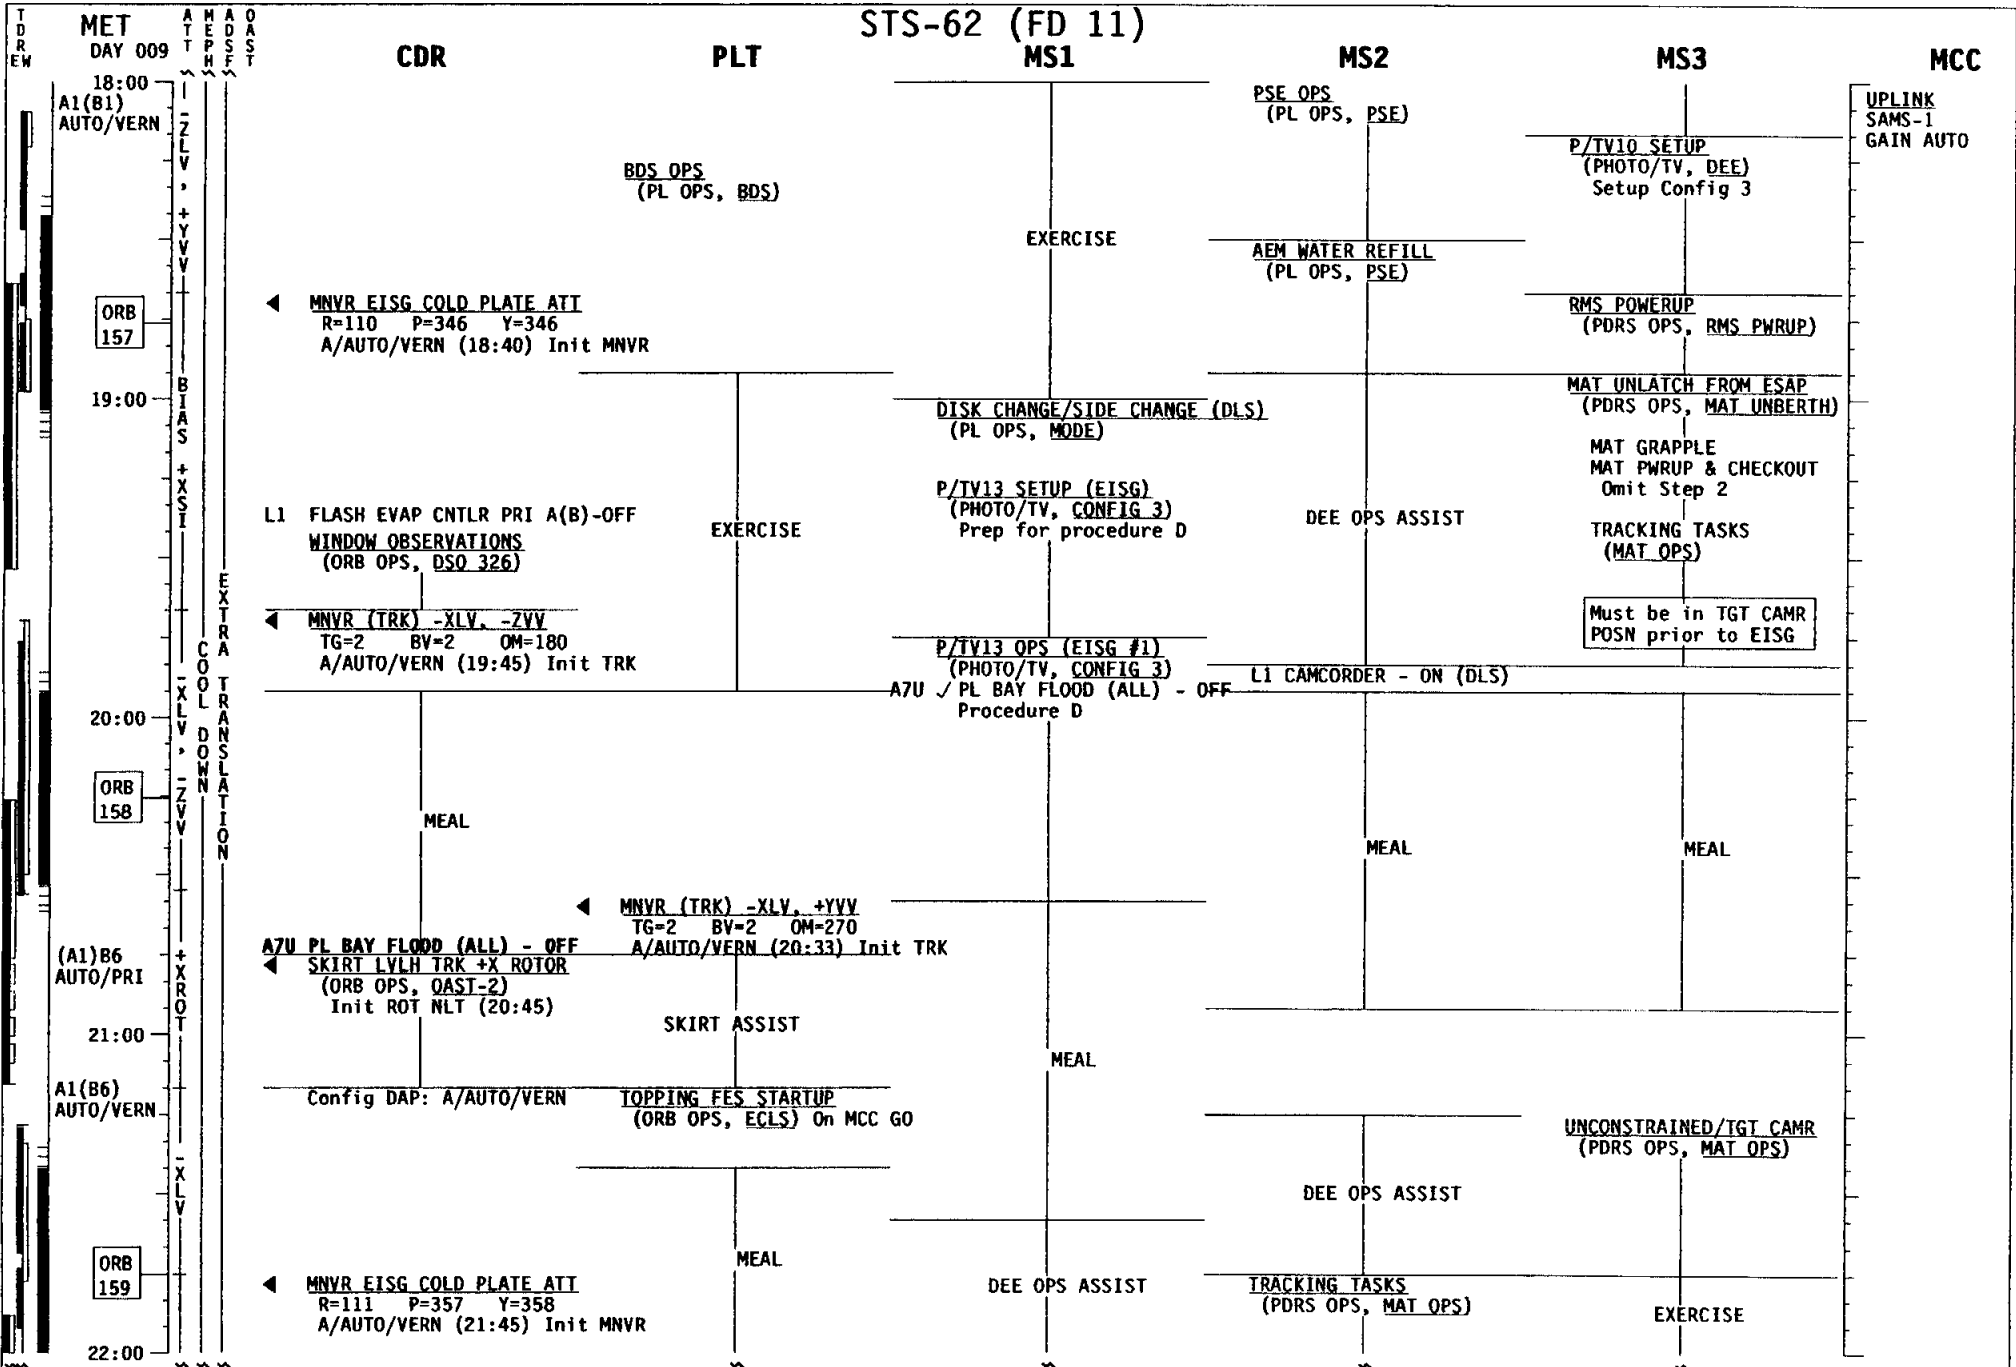 STS-62 (FD 11)
TDRE W
MET
DAY 009
ATT
MEPH
ADSF
OAST
CDR
PLT
MS1
MS2
MS3
MCC
18:00
19:00
20:00
21:00
22:00
A1(B1)
AUTO/VERN
ORB
157
ORB
158
(A1)B6
AUTO/PRI
A1(B6)
AUTO/VERN
ORB
159
-ZLV, +YVV
BIAS +XSI
-XLV, -ZVV
+XROT
-XLV
COOL DOWN
EXTRA TRANSLATION
MNVR EISG COLD PLATE ATT
R=110 P=346 Y=346
A/AUTO/VERN (18:40) Init MNVR
L1 FLASH EVAP CNTLR PRI A(B)-OFF
WINDOW OBSERVATIONS
(ORB OPS, DSO 326)
MNVR (TRK) -XLV, -ZVV
TG=2 BV=2 OM=180
A/AUTO/VERN (19:45) Init TRK
MEAL
A7U PL BAY FLOOD (ALL) - OFF
SKIRT LVLH TRK +X ROTOR
(ORB OPS, OAST-2)
Init ROT NLT (20:45)
Config DAP: A/AUTO/VERN
MNVR EISG COLD PLATE ATT
R=111 P=357 Y=358
A/AUTO/VERN (21:45) Init MNVR
BDS OPS
(PL OPS, BDS)
EXERCISE
MNVR (TRK) -XLV, +YVV
TG=2 BV=2 OM=270
A/AUTO/VERN (20:33) Init TRK
SKIRT ASSIST
TOPPING FES STARTUP
(ORB OPS, ECLS) On MCC GO
MEAL
EXERCISE
DISK CHANGE/SIDE CHANGE (DLS)
(PL OPS, MODE)
P/TV13 SETUP (EISG)
(PHOTO/TV, CONFIG 3)
Prep for procedure D
P/TV13 OPS (EISG #1)
(PHOTO/TV, CONFIG 3)
A7U ✓ PL BAY FLOOD (ALL) - OFF
Procedure D
MEAL
DEE OPS ASSIST
PSE OPS
(PL OPS, PSE)
AEM WATER REFILL
(PL OPS, PSE)
DEE OPS ASSIST
L1 CAMCORDER - ON (DLS)
MEAL
DEE OPS ASSIST
TRACKING TASKS
(PDRS OPS, MAT OPS)
P/TV10 SETUP
(PHOTO/TV, DEE)
Setup Config 3
RMS POWERUP
(PDRS OPS, RMS PWRUP)
MAT UNLATCH FROM ESAP
(PDRS OPS, MAT UNBERTH)
MAT GRAPPLE
MAT PWRUP & CHECKOUT
Omit Step 2
TRACKING TASKS
(MAT OPS)
Must be in TGT CAMR
POSN prior to EISG
MEAL
UNCONSTRAINED/TGT CAMR
(PDRS OPS, MAT OPS)
EXERCISE
UPLINK
SAMS-1
GAIN AUTO